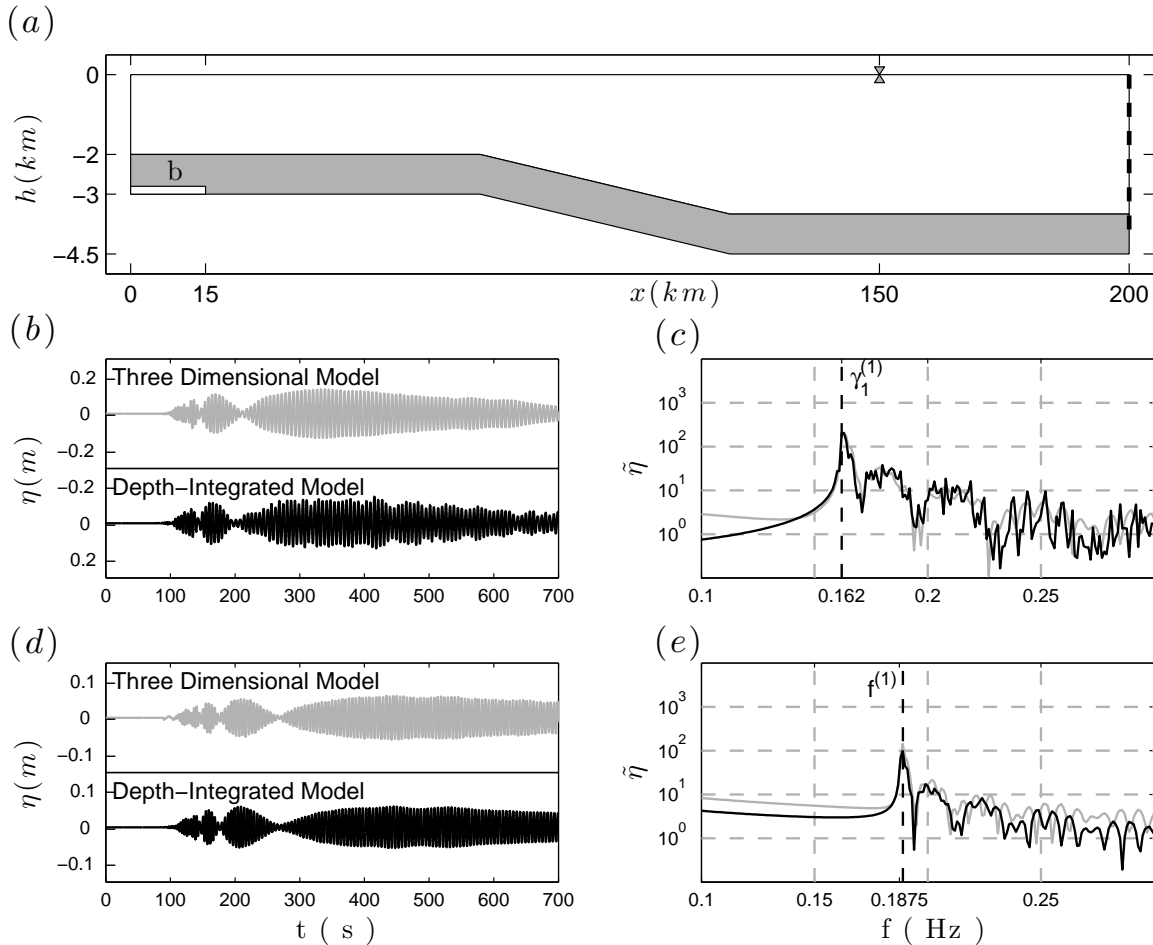 (a)
0
-2
-3
-4.5
h(km)
b
0
15
x(km)
150
200
(b)
Three Dimensional Model
Depth-Integrated Model
0.2
0
-0.2
-0.2
0
0.2
η(m)
0
100
200
300
400
500
600
700
(c)
γ₁⁽¹⁾
10³
10²
10¹
10⁰
η̃
0.1
0.162
0.2
0.25
(d)
Three Dimensional Model
Depth-Integrated Model
0.1
0
-0.1
0.1
0
-0.1
η(m)
0
100
200
300
400
500
600
700
t ( s )
(e)
f⁽¹⁾
10³
10²
10¹
10⁰
η̃
0.1
0.15
0.1875
0.25
f ( Hz )